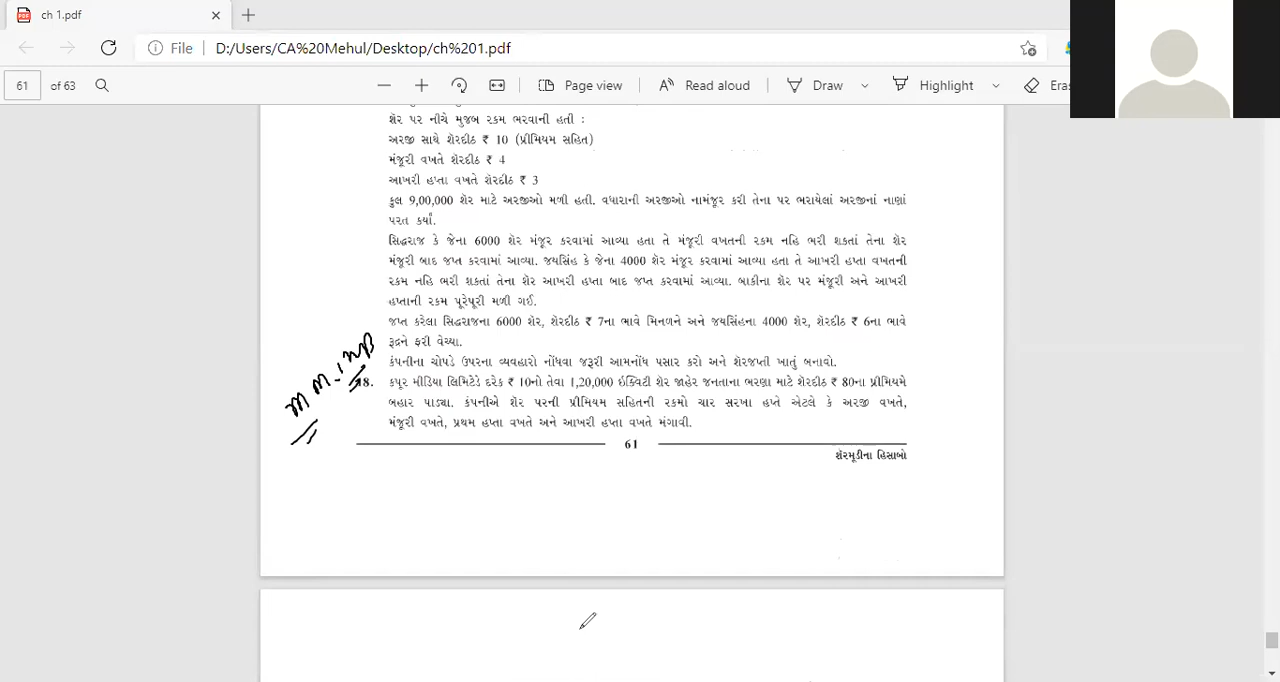 ch 1.pdf
File
D:/Users/CA%20Mehul/Desktop/ch%201.pdf
61 of 63
Page view
Read aloud
Draw
Highlight
શેર પર નીચે મુજબ રકમ ભરવાની હતી :
અરજી સાથે શેરદીઠ ₹ 10 (પ્રીમિયમ સહિત)
મંજૂરી વખતે શેરદીઠ ₹ 4
આખરી હપ્તા વખતે શેરદીઠ ₹ 3
કુલ 9,00,000 શેર માટે અરજીઓ મળી હતી. વધારાની અરજીઓ નામંજૂર કરી તેના પર ભરાયેલાં અરજીનાં નાણાં
પરત કર્યાં.
સિદ્ધરાજ કે જેના 6000 શેર મંજૂર કરવામાં આવ્યા હતા તે મંજૂરી વખતની રકમ નહિ ભરી શકતાં તેના શેર
મંજૂરી બાદ જપ્ત કરવામાં આવ્યા. જયસિંહ કે જેના 4000 શેર મંજૂર કરવામાં આવ્યા હતા તે આખરી હપ્તા વખતની
રકમ નહિ ભરી શકતાં તેના શેર આખરી હપ્તા બાદ જપ્ત કરવામાં આવ્યા. બાકીના શેર પર મંજૂરી અને આખરી
હપ્તાની રકમ પૂરેપૂરી મળી ગઈ.
જપ્ત કરેલા સિદ્ધરાજના 6000 શેર, શેરદીઠ ₹ 7ના ભાવે મિનળને અને જયસિંહના 4000 શેર, શેરદીઠ ₹ 6ના ભાવે
રૂદ્રને ફરી વેચ્યા.
કંપનીના ચોપડે ઉપરના વ્યવહારો નોંધવા જરૂરી આમનોંધ પસાર કરો અને શેરજપ્તી ખાતું બનાવો.
18. કપૂર મીડિયા લિમિટેડે દરેક ₹ 10નો તેવા 1,20,000 ઇક્વિટી શેર જાહેર જનતાના ભરણા માટે શેરદીઠ ₹ 80ના પ્રીમિયમે
બહાર પાડ્યા. કંપનીએ શેર પરની પ્રીમિયમ સહિતની રકમો ચાર સરખા હપ્તે એટલે કે અરજી વખતે,
મંજૂરી વખતે, પ્રથમ હપ્તા વખતે અને આખરી હપ્તા વખતે મંગાવી.
61
શેરમૂડીના હિસાબો